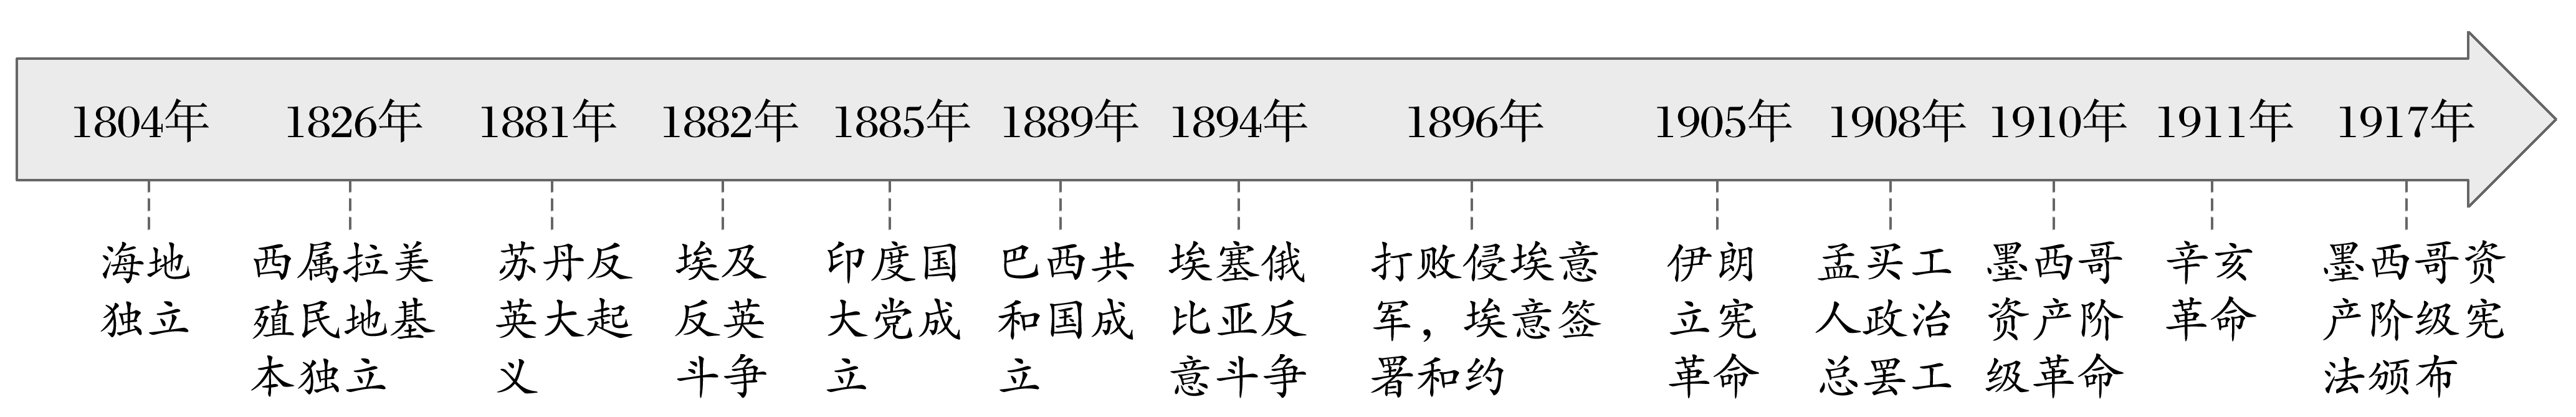 1804年 1826年 1881年 1882年 1885年 1889年 1894年 1896年 1905年 1908年 1910年 1911年 1917年
海地
独立
西属拉美
殖民地基
本独立
苏丹反
英大起
义
埃及
反英
斗争
印度国
大党成
立
巴西共
和国成
立
埃塞俄
比亚反
意斗争
打败侵埃意
军，埃意签
署和约
伊朗
立宪
革命
孟买工
人政治
总罢工
墨西哥
资产阶
级革命
辛亥
革命
墨西哥资
产阶级宪
法颁布